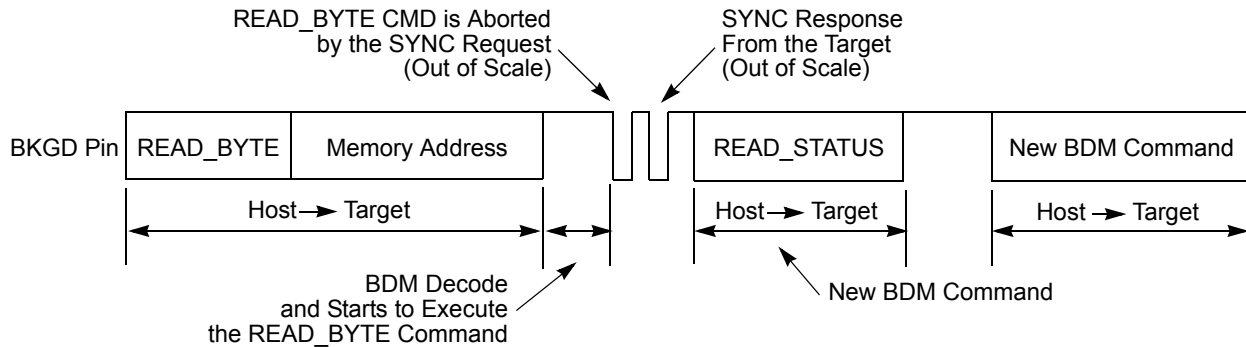 READ_BYTE CMD is Aborted
by the SYNC Request
(Out of Scale)
SYNC Response
From the Target
(Out of Scale)
BKGD Pin
READ_BYTE
Memory Address
READ_STATUS
New BDM Command
Host → Target
Host → Target
Host → Target
BDM Decode
and Starts to Execute
the READ_BYTE Command
New BDM Command